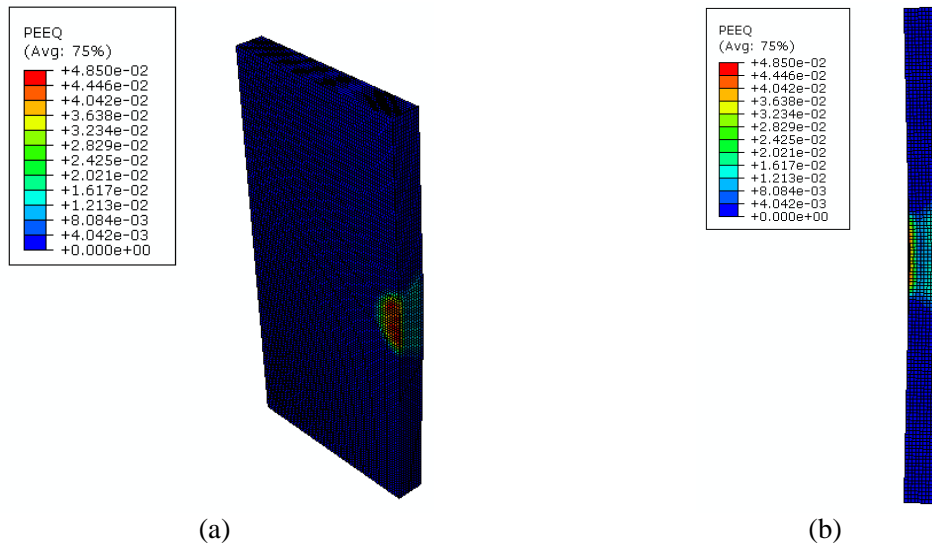 PEEQ
(Avg: 75%)
+4.850e-02
+4.446e-02
+4.042e-02
+3.638e-02
+3.234e-02
+2.829e-02
+2.425e-02
+2.021e-02
+1.617e-02
+1.213e-02
+8.084e-03
+4.042e-03
+0.000e+00
(a)
PEEQ
(Avg: 75%)
+4.850e-02
+4.446e-02
+4.042e-02
+3.638e-02
+3.234e-02
+2.829e-02
+2.425e-02
+2.021e-02
+1.617e-02
+1.213e-02
+8.084e-03
+4.042e-03
+0.000e+00
(b)